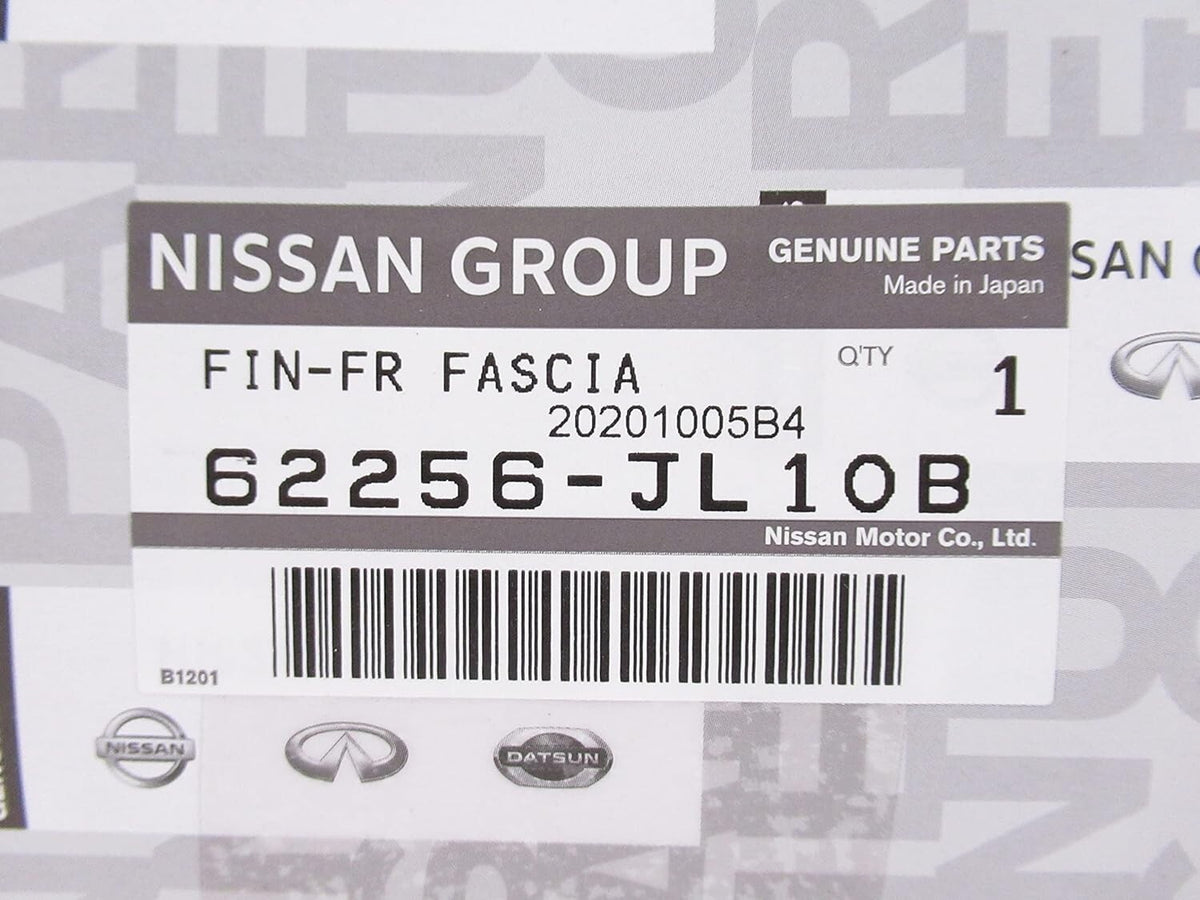 NISSAN GROUP
GENUINE PARTS
Made in Japan
SAN
FIN-FR FASCIA
Q'TY
1
20201005B4
62256-JL10B
Nissan Motor Co., Ltd.
B1201
NISSAN
DATSUN